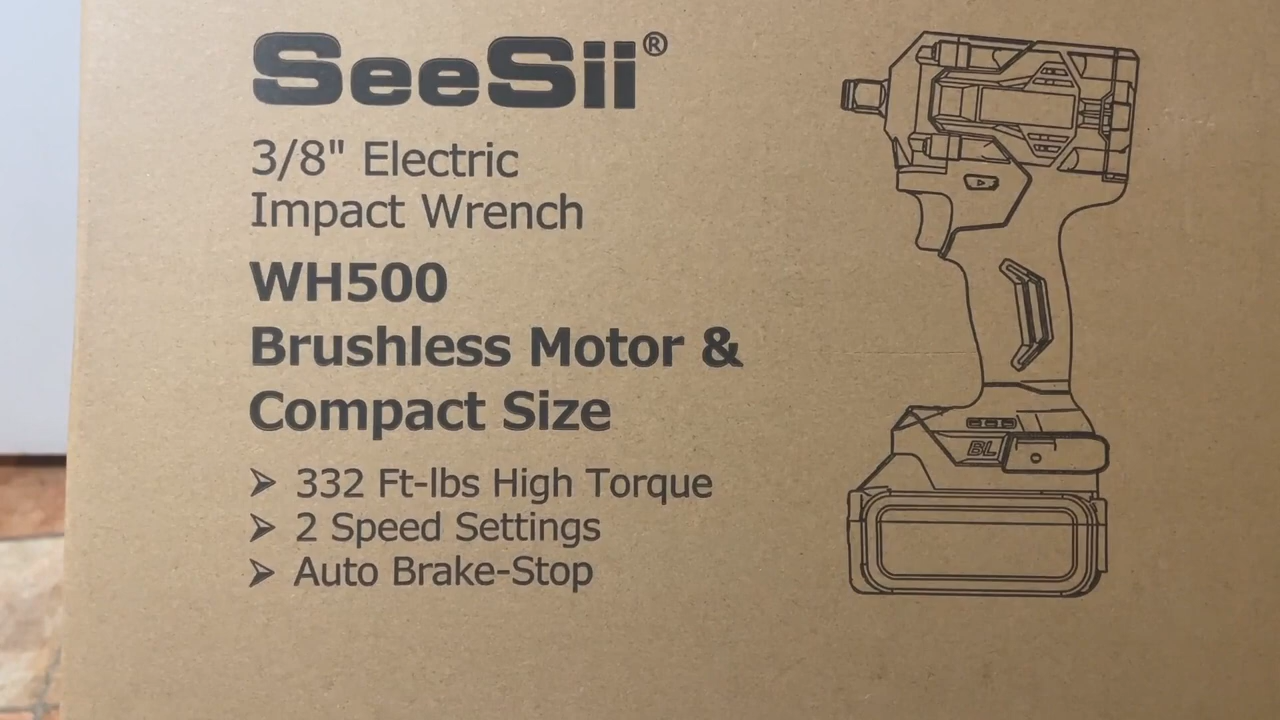 SeeSii®
3/8" Electric
Impact Wrench
WH500
Brushless Motor &
Compact Size
➢ 332 Ft-lbs High Torque
➢ 2 Speed Settings
➢ Auto Brake-Stop
BL